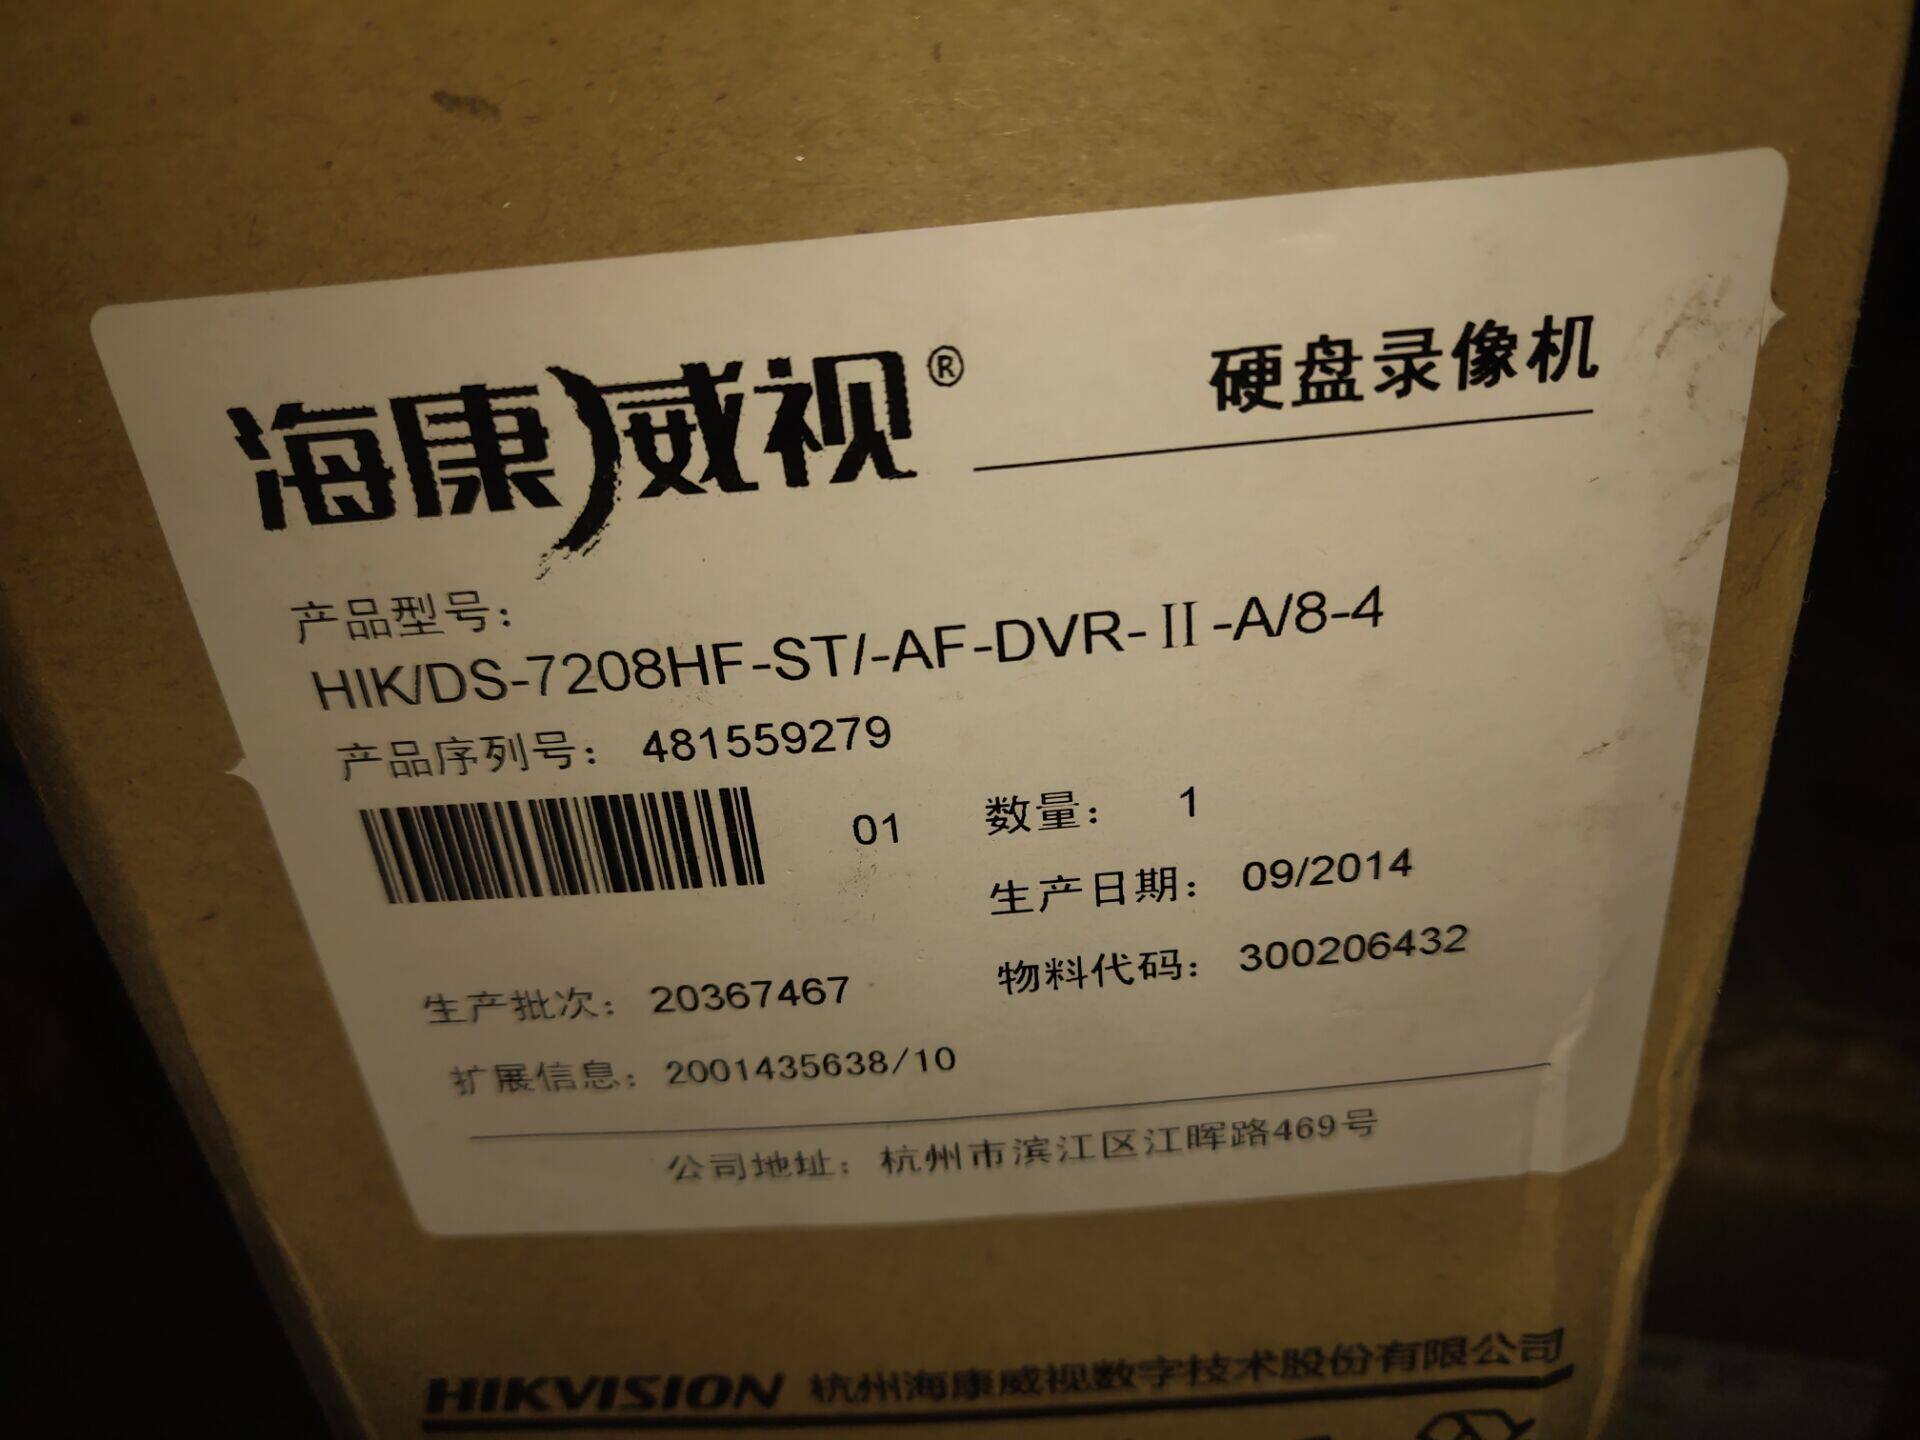 海康威视® 硬盘录像机
产品型号：
HIK/DS-7208HF-ST/-AF-DVR-Ⅱ-A/8-4
产品序列号： 481559279
01 数量： 1
生产日期： 09/2014
生产批次： 20367467 物料代码： 300206432
扩展信息： 2001435638/10
公司地址： 杭州市滨江区江晖路469号
HIKVISION 杭州海康威视数字技术股份有限公司